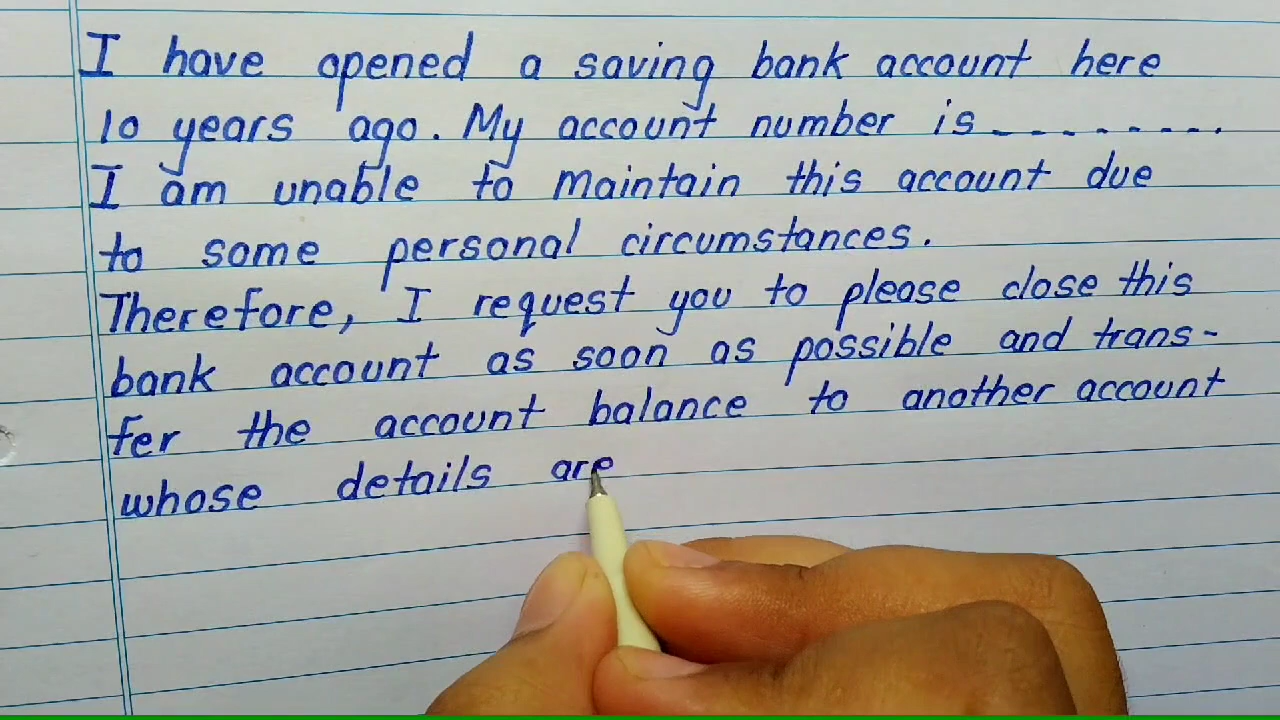 I have opened a saving bank account here
10 years ago. My account number is_ _ _ _ _ _ _ _.
I am unable to maintain this account due
to some personal circumstances.
Therefore, I request you to please close this
bank account as soon as possible and trans-
fer the account balance to another account
whose details are